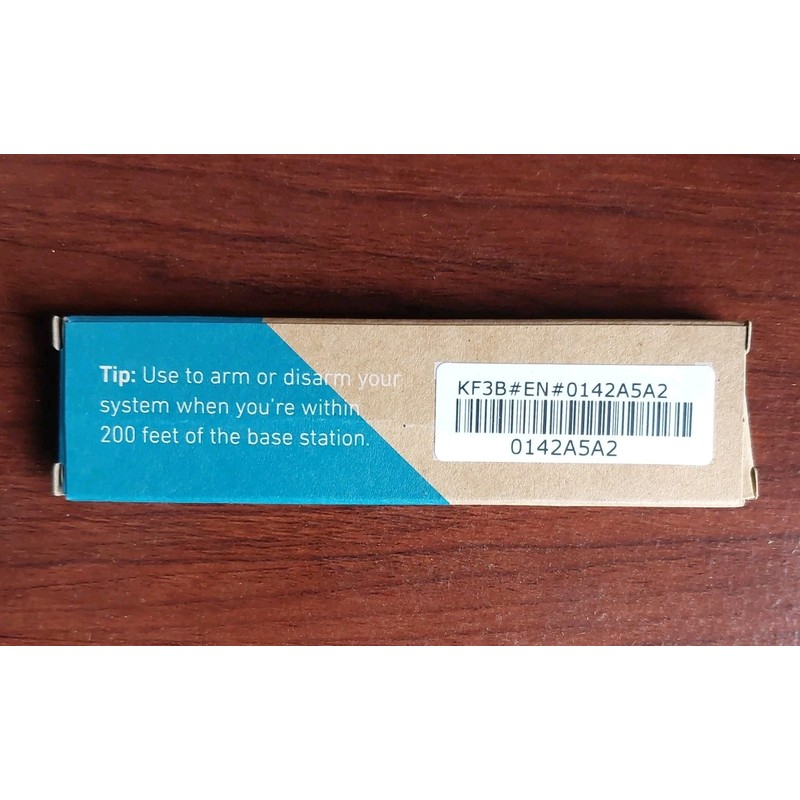 Tip: Use to arm or disarm your
system when you're within
200 feet of the base station.
KF3B#EN#0142A5A2
0142A5A2